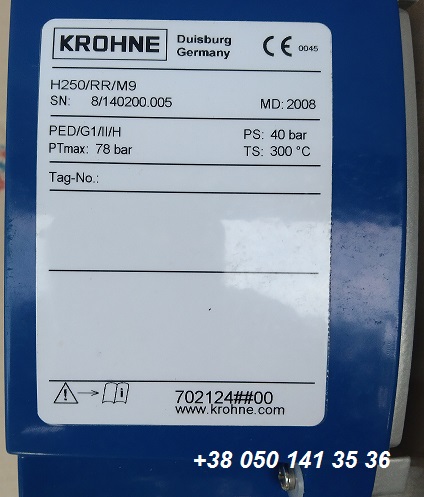 KROHNE
Duisburg
Germany
CE 0045
H250/RR/M9
SN: 8/140200.005 MD: 2008
PED/G1/II/H PS: 40 bar
PTmax: 78 bar TS: 300 °C
Tag-No.:
702124##00
www.krohne.com
+38 050 141 35 36